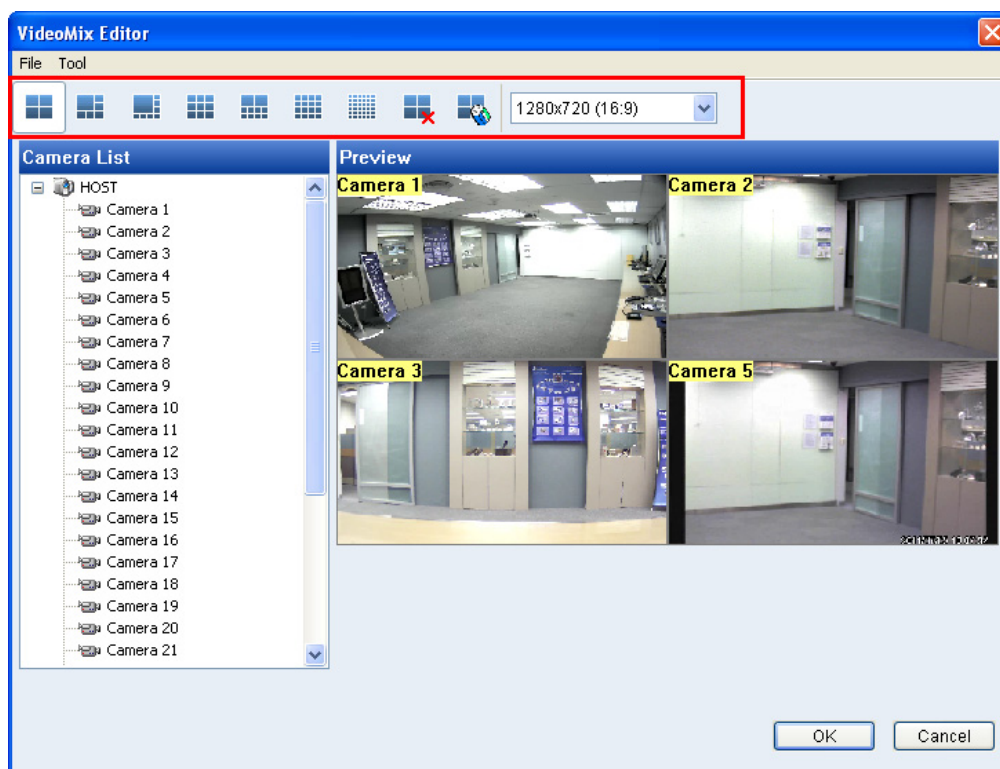 VideoMix Editor
File Tool
1280x720 (16:9)
Camera List
HOST
Camera 1
Camera 2
Camera 3
Camera 4
Camera 5
Camera 6
Camera 7
Camera 8
Camera 9
Camera 10
Camera 11
Camera 12
Camera 13
Camera 14
Camera 15
Camera 16
Camera 17
Camera 18
Camera 19
Camera 20
Camera 21
Preview
Camera 1
Camera 2
Camera 3
Camera 5
OK Cancel